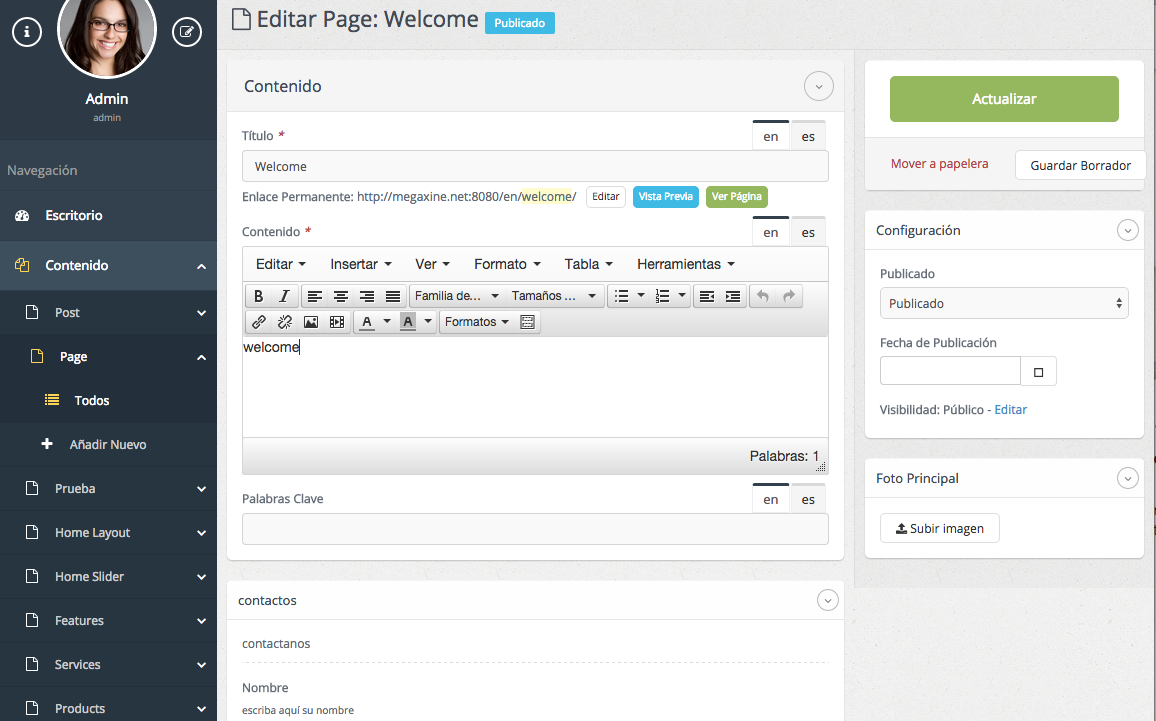 Admin
admin
Navegación
Escritorio
Contenido
Post
Page
Todos
Añadir Nuevo
Prueba
Home Layout
Home Slider
Features
Services
Products
Editar Page: Welcome Publicado
Contenido
Título * en es
Welcome
Enlace Permanente: http://megaxine.net:8080/en/welcome/ Editar Vista Previa Ver Página
Contenido * en es
Editar Insertar Ver Formato Tabla Herramientas
B I Familia de... Tamaños ...
A A Formatos
welcome
Palabras: 1
Palabras Clave en es
contactos
contactanos
Nombre
escriba aquí su nombre
Actualizar
Mover a papelera Guardar Borrador
Configuración
Publicado
Publicado
Fecha de Publicación
Visibilidad: Público - Editar
Foto Principal
Subir imagen